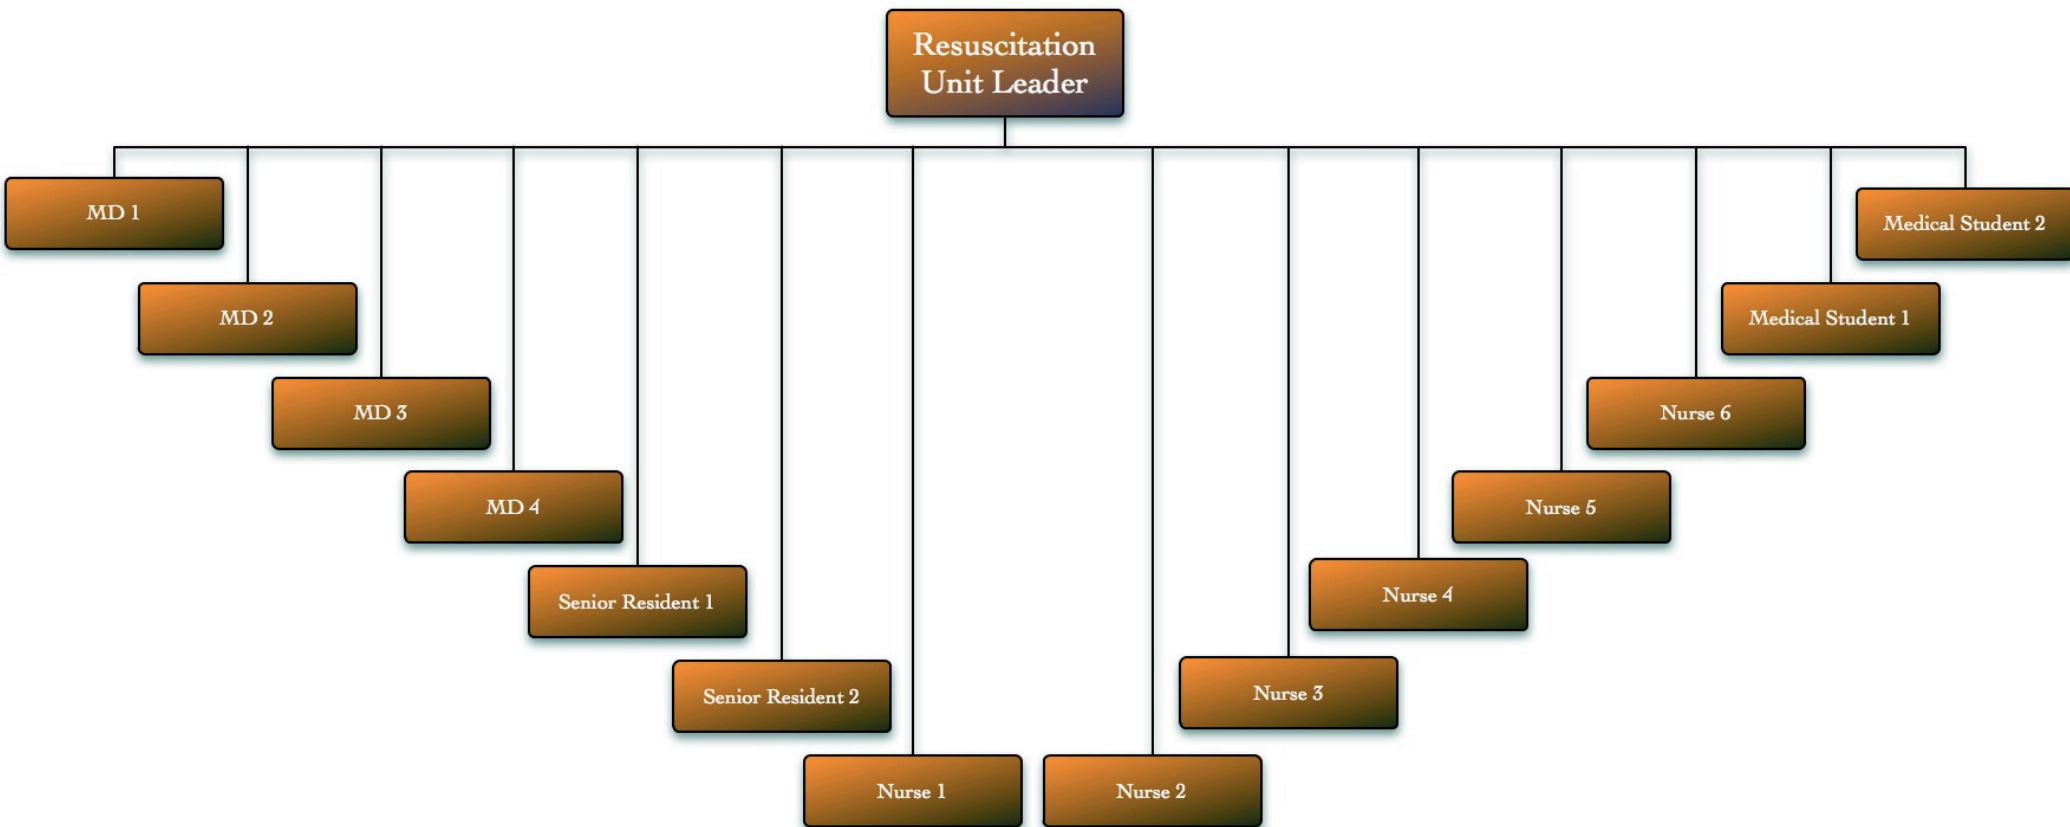 Resuscitation
Unit Leader
MD 1
MD 2
MD 3
MD 4
Senior Resident 1
Senior Resident 2
Nurse 1
Nurse 2
Nurse 3
Nurse 4
Nurse 5
Nurse 6
Medical Student 1
Medical Student 2